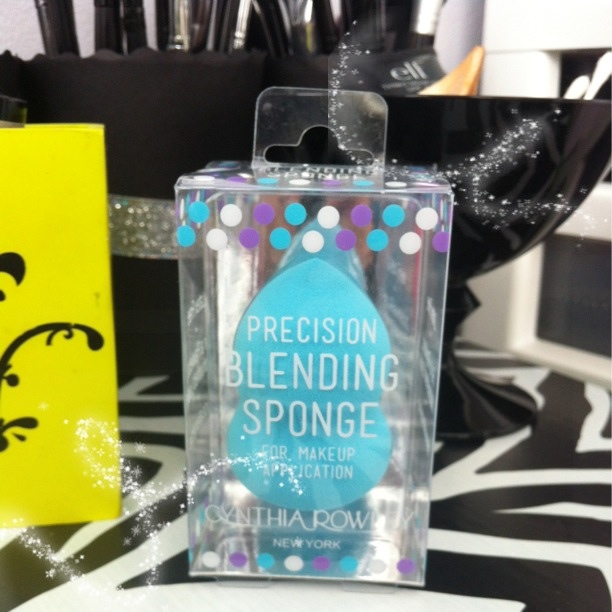 elf
PRECISION
BLENDING
SPONGE
FOR MAKEUP
APPLICATION
CYNTHIA ROWLEY
NEW YORK